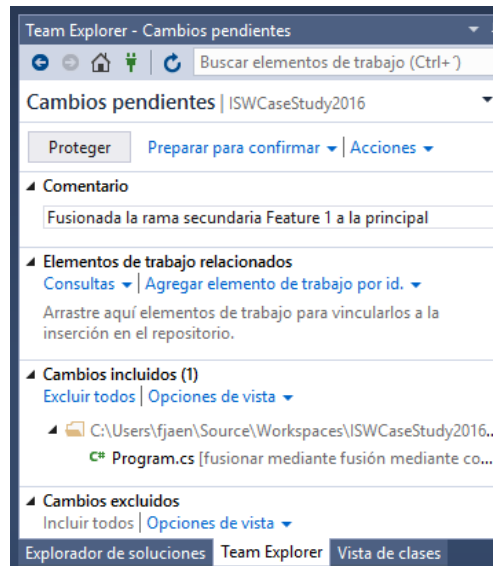 Team Explorer - Cambios pendientes
Buscar elementos de trabajo (Ctrl+´)
Cambios pendientes | ISWCaseStudy2016
Proteger Preparar para confirmar | Acciones
Comentario
Fusionada la rama secundaria Feature 1 a la principal
Elementos de trabajo relacionados
Consultas | Agregar elemento de trabajo por id.
Arrastre aquí elementos de trabajo para vincularlos a la
inserción en el repositorio.
Cambios incluidos (1)
Excluir todos | Opciones de vista
C:\Users\fjaen\Source\Workspaces\ISWCaseStudy2016...
C# Program.cs [fusionar mediante fusión mediante co...
Cambios excluidos
Incluir todos | Opciones de vista
Explorador de soluciones Team Explorer Vista de clases